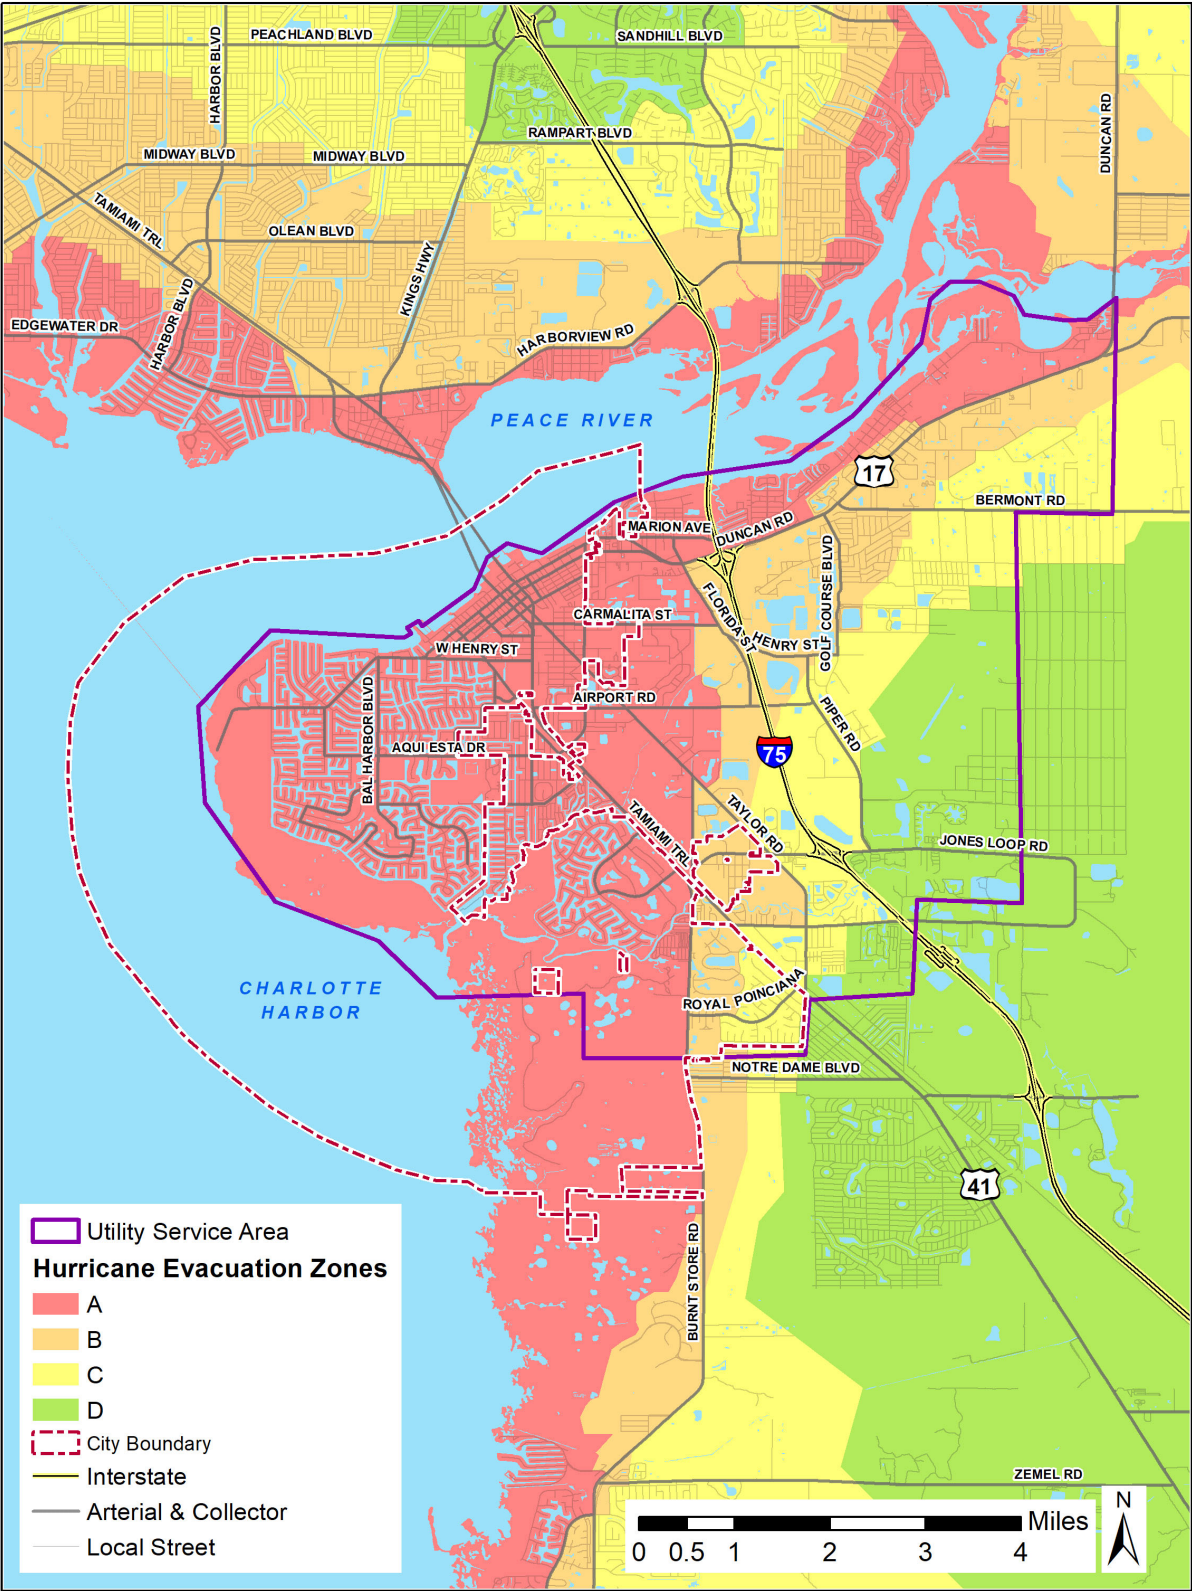 PEACHLAND BLVD
SANDHILL BLVD
HARBOR BLVD
DUNCAN RD
RAMPART BLVD
MIDWAY BLVD
MIDWAY BLVD
TAMIAMI TRL
OLEAN BLVD
KINGS HWY
EDGEWATER DR
HARBOR BLVD
HARBORVIEW RD
PEACE RIVER
17
BERMONT RD
MARION AVE
DUNCAN RD
GOLF COURSE BLVD
CARMALITA ST
FLORIDA ST
HENRY ST
W HENRY ST
BAL HARBOR BLVD
AIRPORT RD
PIPER RD
AQUI ESTA DR
75
TAMIAMI TRL
TAYLOR RD
JONES LOOP RD
CHARLOTTE
HARBOR
ROYAL POINCIANA
NOTRE DAME BLVD
41
BURNT STORE RD
ZEMEL RD
Utility Service Area
Hurricane Evacuation Zones
A
B
C
D
City Boundary
Interstate
Arterial & Collector
Local Street
Miles
0 0.5 1 2 3 4
N